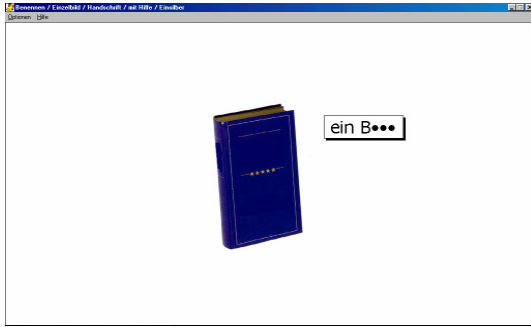 Benennen / Einzelbild / Handschrift / mit Hilfe / Einsilber
Optionen Hilfe
ein B●●●